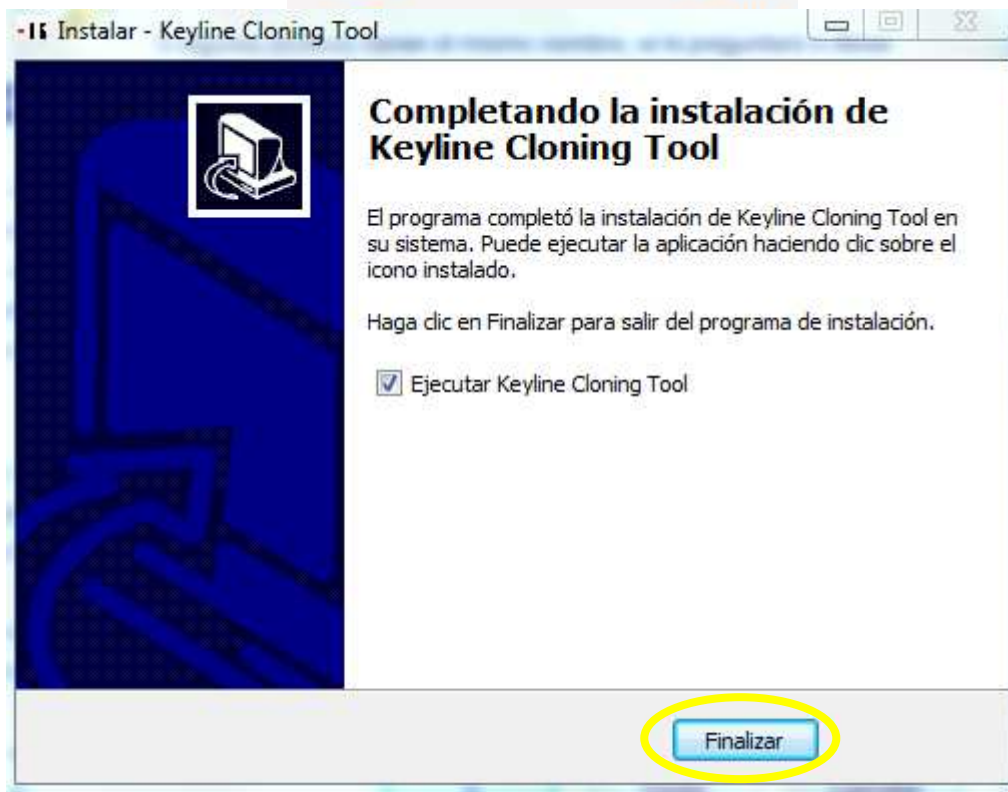 Instalar - Keyline Cloning Tool
Completando la instalación de
Keyline Cloning Tool
El programa completó la instalación de Keyline Cloning Tool en
su sistema. Puede ejecutar la aplicación haciendo clic sobre el
icono instalado.
Haga clic en Finalizar para salir del programa de instalación.
Ejecutar Keyline Cloning Tool
Finalizar